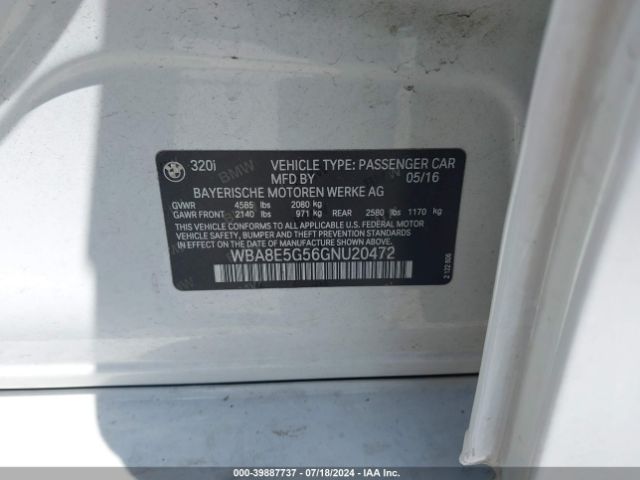 320i VEHICLE TYPE: PASSENGER CAR
MFD BY 05/16
BAYERISCHE MOTOREN WERKE AG
GVWR 4585 lbs 2080 kg
GAWR FRONT 2140 lbs 971 kg REAR 2580 lbs 1170 kg
THIS VEHICLE CONFORMS TO ALL APPLICABLE U.S. FEDERAL MOTOR
VEHICLE SAFETY, BUMPER AND THEFT PREVENTION STANDARDS
IN EFFECT ON THE DATE OF MANUFACTURE SHOWN ABOVE.
WBA8E5G56GNU20472
000-39887737 - 07/18/2024 - IAA Inc.